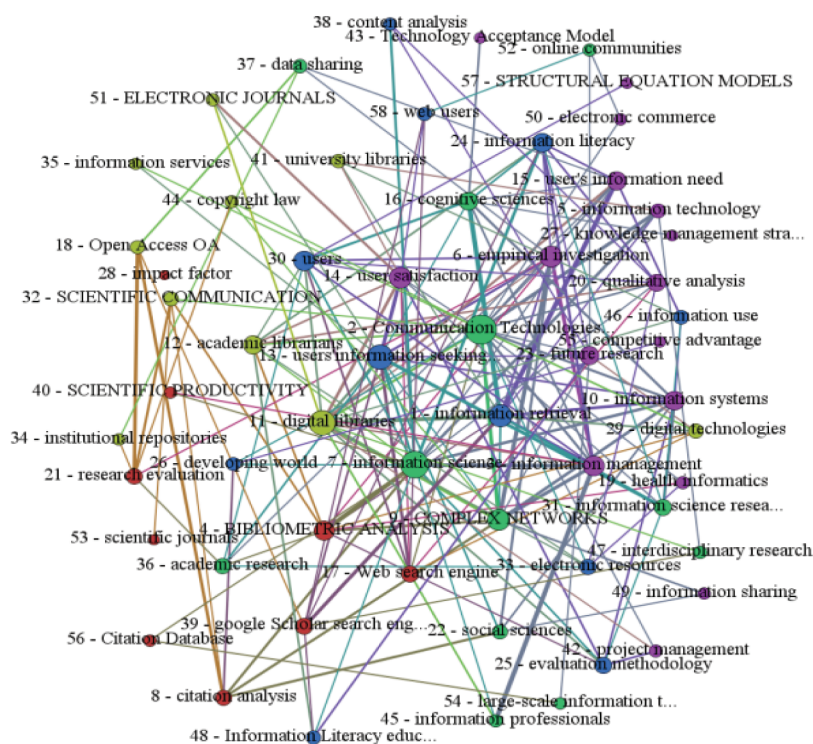 38 - content analysis
43 - Technology Acceptance Model
52 - online communities
37 - data sharing
57 - STRUCTURAL EQUATION MODELS
51 - ELECTRONIC JOURNALS
58 - web users
50 - electronic commerce
24 - information literacy
35 - information services
41 - university libraries
15 - user's information need
44 - copyright law
16 - cognitive sciences
5 - information technology
27 - knowledge management stra...
18 - Open Access OA
30 - users
6 - empirical investigation
28 - impact factor
14 - user satisfaction
20 - qualitative analysis
32 - SCIENTIFIC COMMUNICATION
46 - information use
2 - Communication Technologies
55 - competitive advantage
12 - academic librarians
13 - users information seeking...
23 - future research
40 - SCIENTIFIC PRODUCTIVITY
10 - information systems
11 - digital libraries
1 - information retrieval
29 - digital technologies
34 - institutional repositories
26 - developing world
7 - information science
information management
21 - research evaluation
19 - health informatics
31 - information science resea...
9 - COMPLEX NETWORKS
4 - BIBLIOMETRIC ANALYSIS
53 - scientific journals
47 - interdisciplinary research
36 - academic research
17 - Web search engine
33 - electronic resources
49 - information sharing
39 - google Scholar search eng...
22 - social sciences
56 - Citation Database
42 - project management
25 - evaluation methodology
8 - citation analysis
54 - large-scale information t...
45 - information professionals
48 - Information Literacy educ...